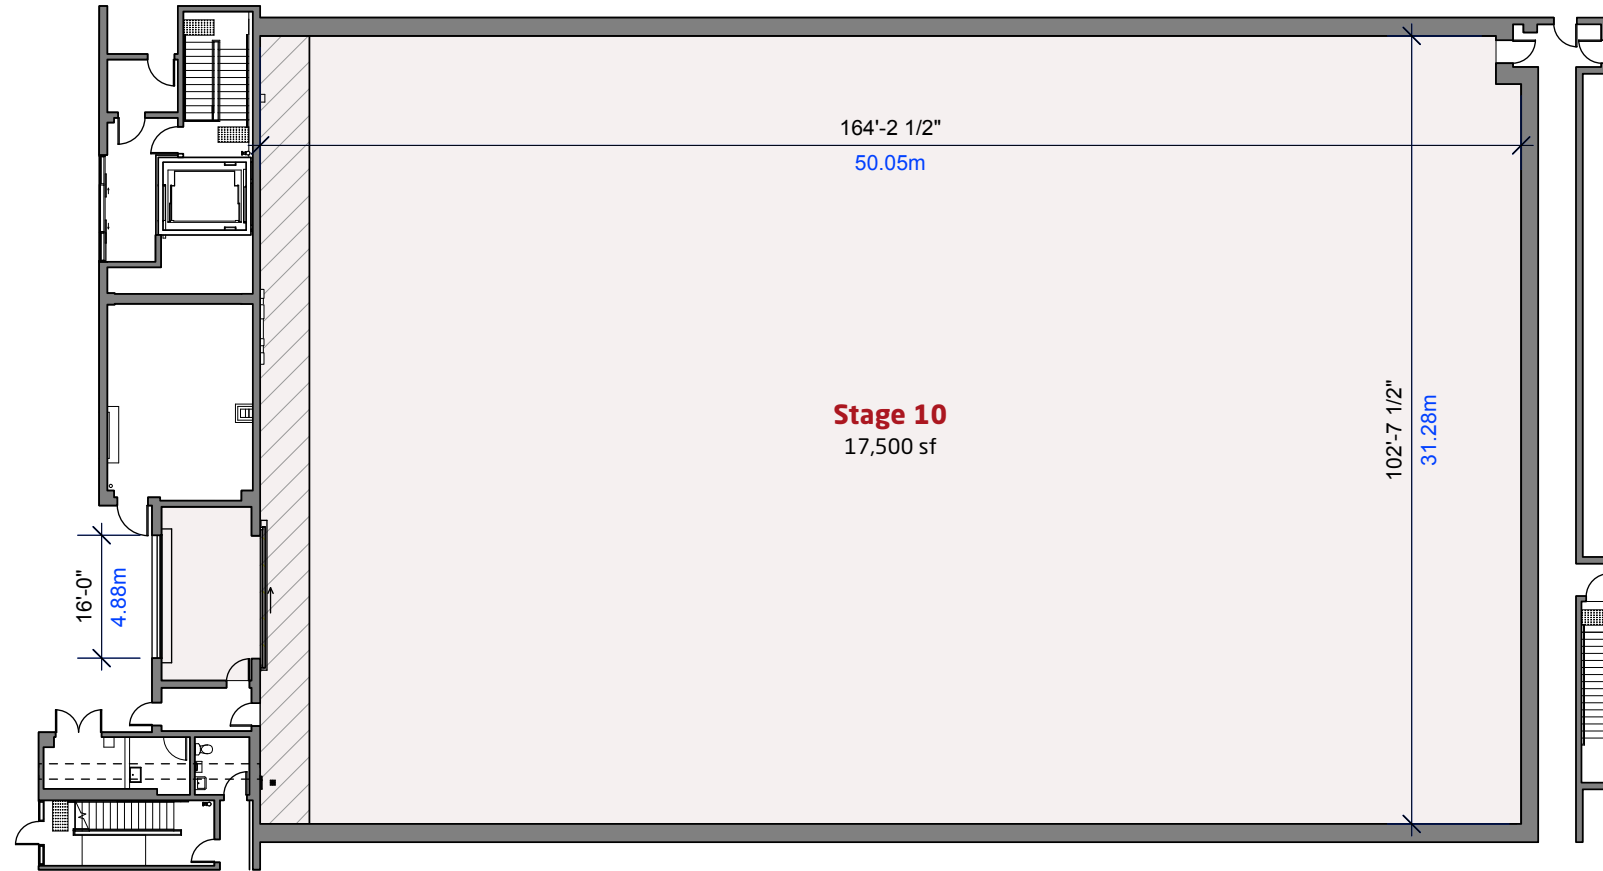 164'-2 1/2"
50.05m
Stage 10
17,500 sf
102'-7 1/2"
31.28m
16'-0"
4.88m